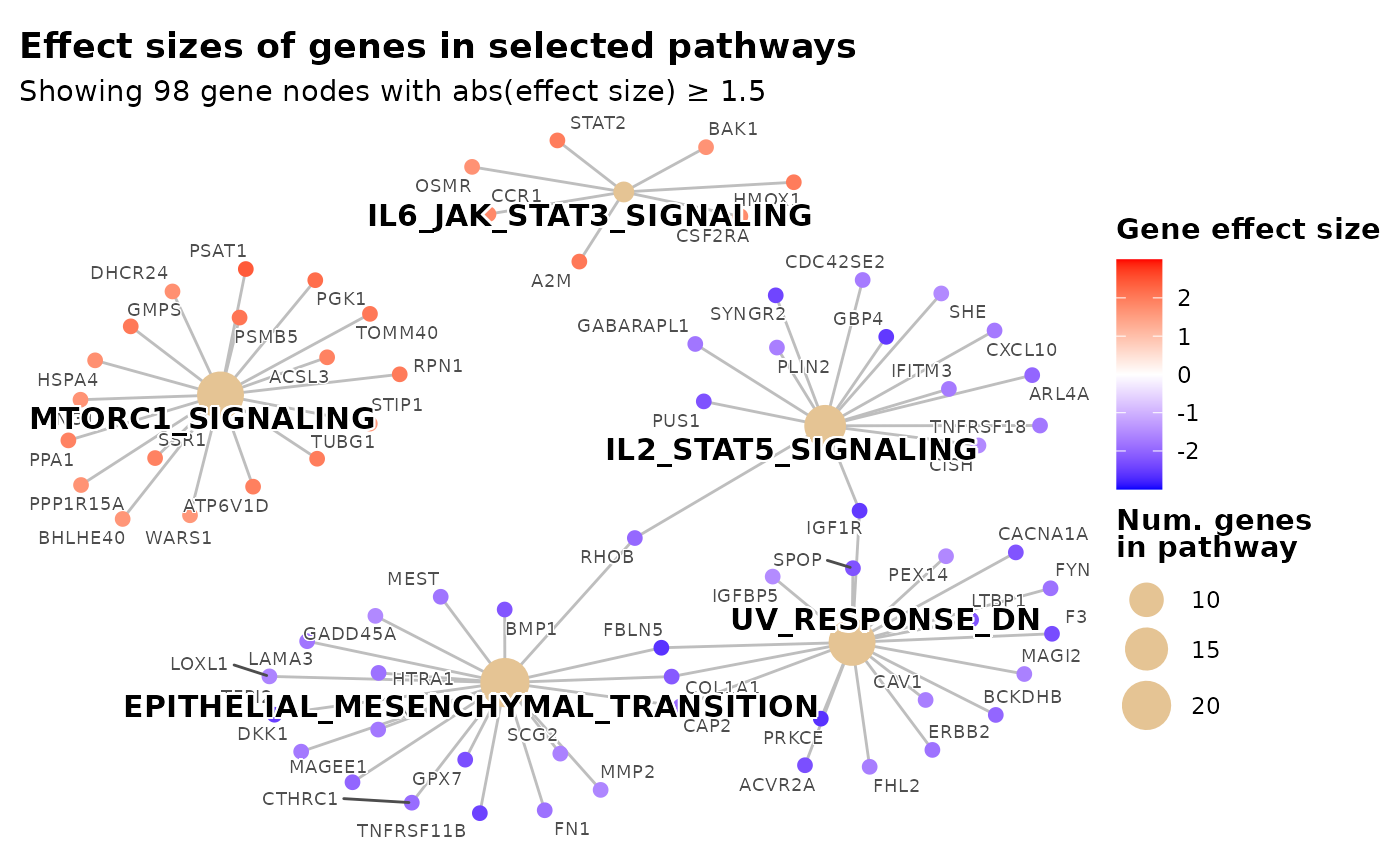 Effect sizes of genes in selected pathways
Showing 98 gene nodes with abs(effect size) ≥ 1.5
STAT2
BAK1
OSMR
CCR1
HMOX1
IL6_JAK_STAT3_SIGNALING
CSF2RA
A2M
PSAT1
DHCR24
GMPS
PGK1
PSMB5
TOMM40
ACSL3
RPN1
HSPA4
STIP1
MTORC1_SIGNALING
SSR1
TUBG1
PPA1
PPP1R15A
ATP6V1D
BHLHE40
WARS1
CDC42SE2
SYNGR2
GABARAPL1
GBP4
SHE
PLIN2
CXCL10
IFITM3
ARL4A
PUS1
TNFRSF18
IL2_STAT5_SIGNALING
CISH
IGF1R
RHOB
SPOP
CACNA1A
PEX14
FYN
IGFBP5
LTBP1
UV_RESPONSE_DN
F3
MAGI2
CAV1
BCKDHB
ERBB2
PRKCE
ACVR2A
FHL2
MEST
GADD45A
BMP1
FBLN5
LOXL1
LAMA3
HTRA1
COL1A1
EPITHELIAL_MESENCHYMAL_TRANSITION
CAP2
DKK1
SCG2
MAGEE1
GPX7
MMP2
CTHRC1
TNFRSF11B
FN1
Gene effect size
2
1
0
-1
-2
Num. genes
in pathway
10
15
20